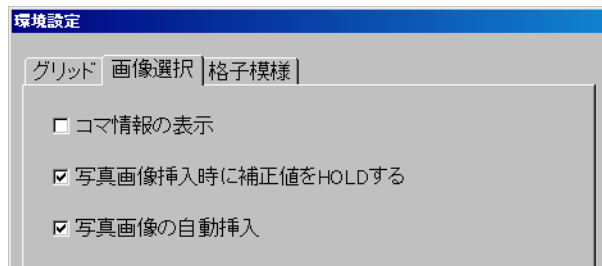 環境設定
グリッド 画像選択 格子模様
コマ情報の表示
写真画像挿入時に補正値をHOLDする
写真画像の自動挿入